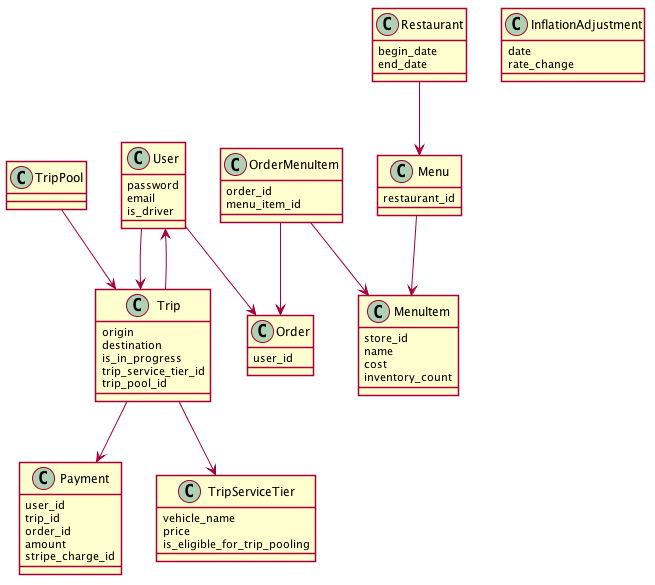 C Restaurant
begin_date
end_date
C InflationAdjustment
date
rate_change
C TripPool
C User
password
email
is_driver
C OrderMenuItem
order_id
menu_item_id
C Menu
restaurant_id
C Trip
origin
destination
is_in_progress
trip_service_tier_id
trip_pool_id
C Order
user_id
C MenuItem
store_id
name
cost
inventory_count
C Payment
user_id
trip_id
order_id
amount
stripe_charge_id
C TripServiceTier
vehicle_name
price
is_eligible_for_trip_pooling